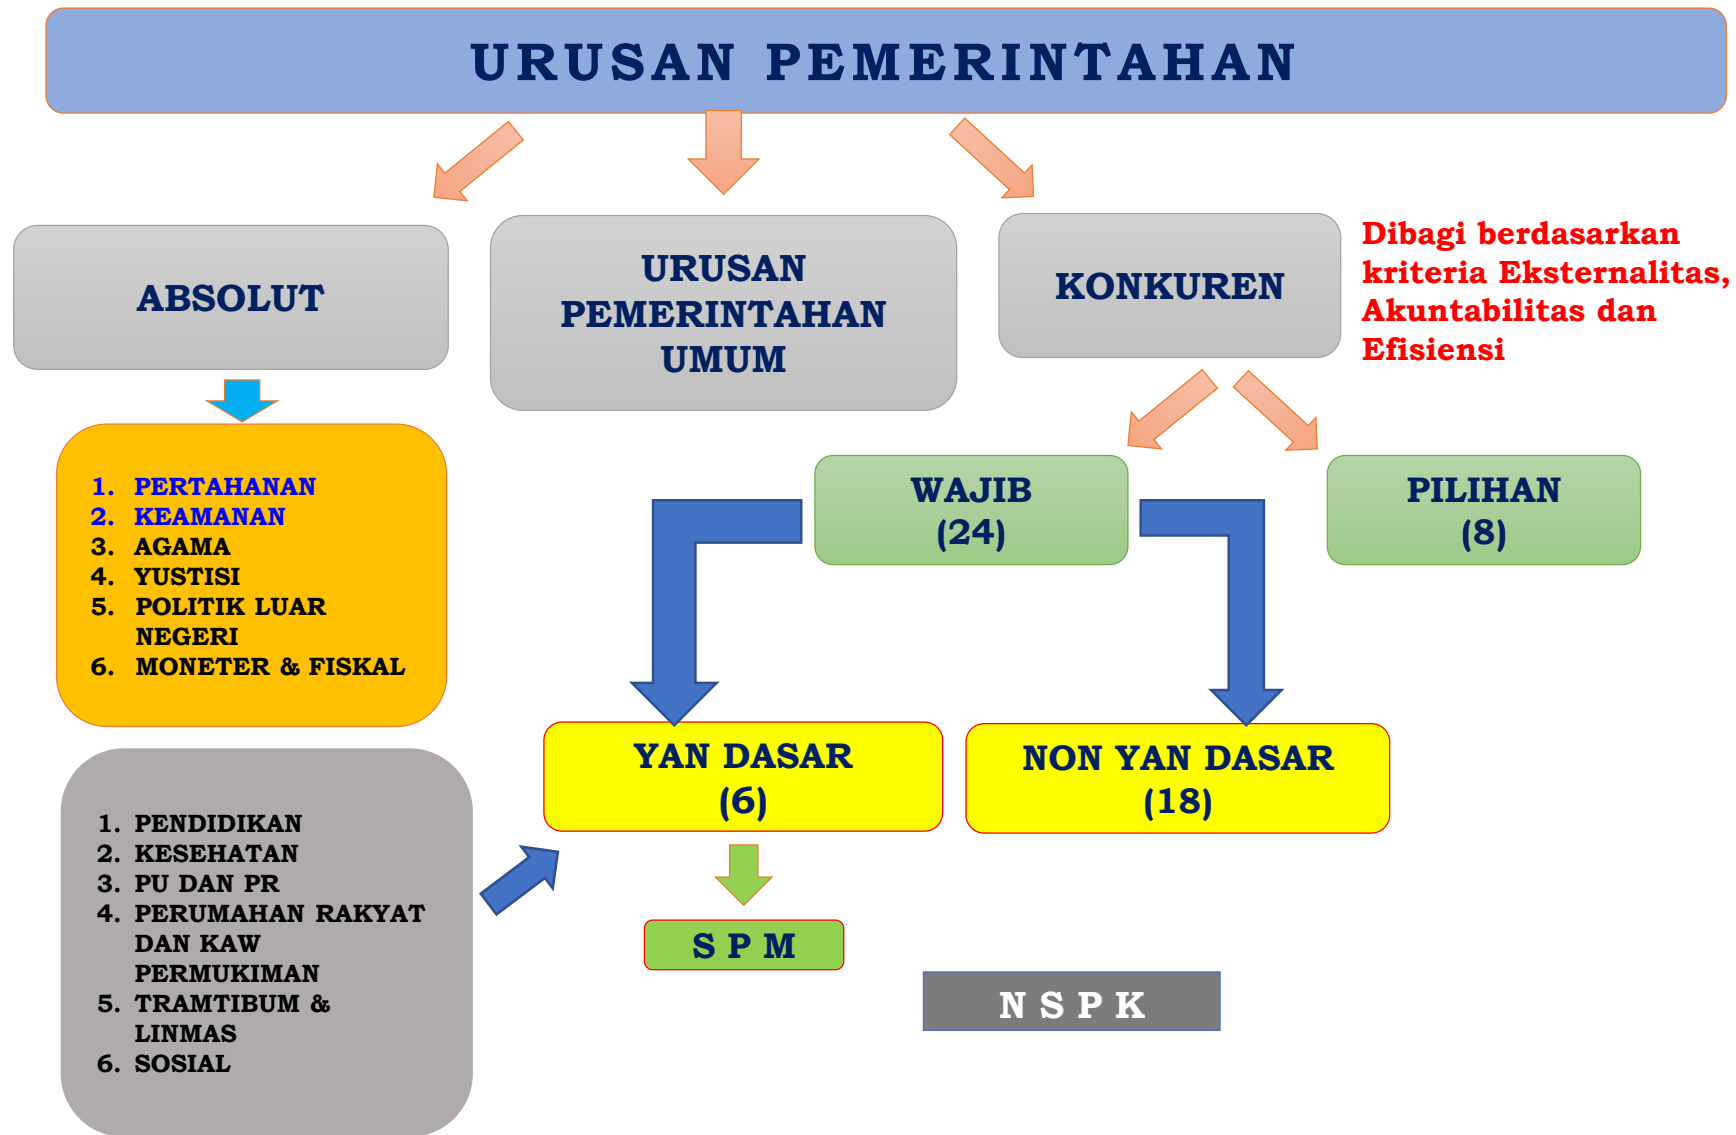 URUSAN PEMERINTAHAN
ABSOLUT
URUSAN
PEMERINTAHAN
UMUM
KONKUREN
Dibagi berdasarkan
kriteria Eksternalitas,
Akuntabilitas dan
Efisiensi
1. PERTAHANAN
2. KEAMANAN
3. AGAMA
4. YUSTISI
5. POLITIK LUAR
NEGERI
6. MONETER & FISKAL
WAJIB
(24)
PILIHAN
(8)
YAN DASAR
(6)
NON YAN DASAR
(18)
1. PENDIDIKAN
2. KESEHATAN
3. PU DAN PR
4. PERUMAHAN RAKYAT
DAN KAW
PERMUKIMAN
5. TRAMTIBUM &
LINMAS
6. SOSIAL
S P M
N S P K